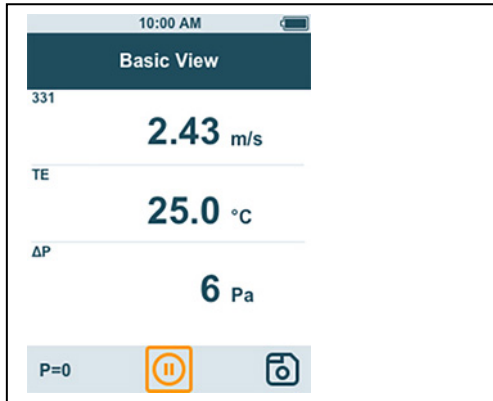 10:00 AM
Basic View
331
2.43 m/s
TE
25.0 °C
ΔP
6 Pa
P=0